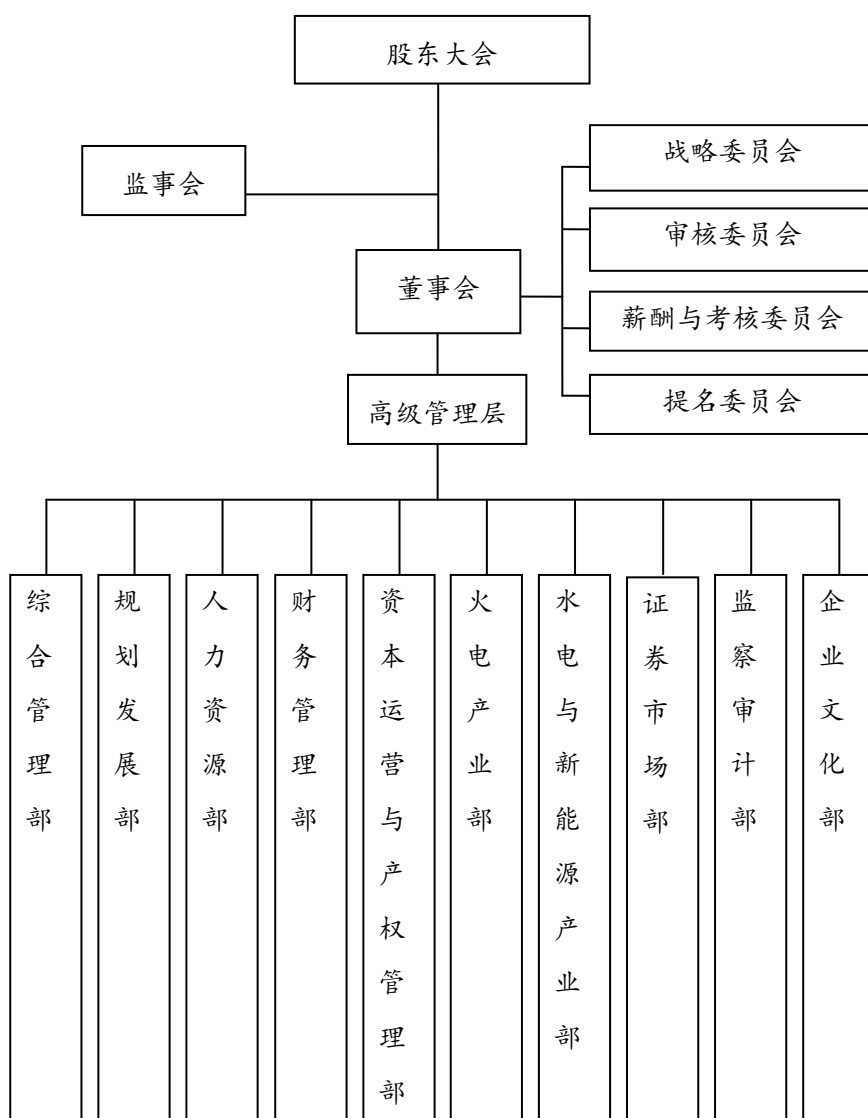 股东大会
监事会
战略委员会
审核委员会
董事会
薪酬与考核委员会
高级管理层
提名委员会
综合管理部
规划发展部
人力资源部
财务管理部
资本运营与产权管理部
火电产业部
水电与新能源产业部
证券市场部
监察审计部
企业文化部